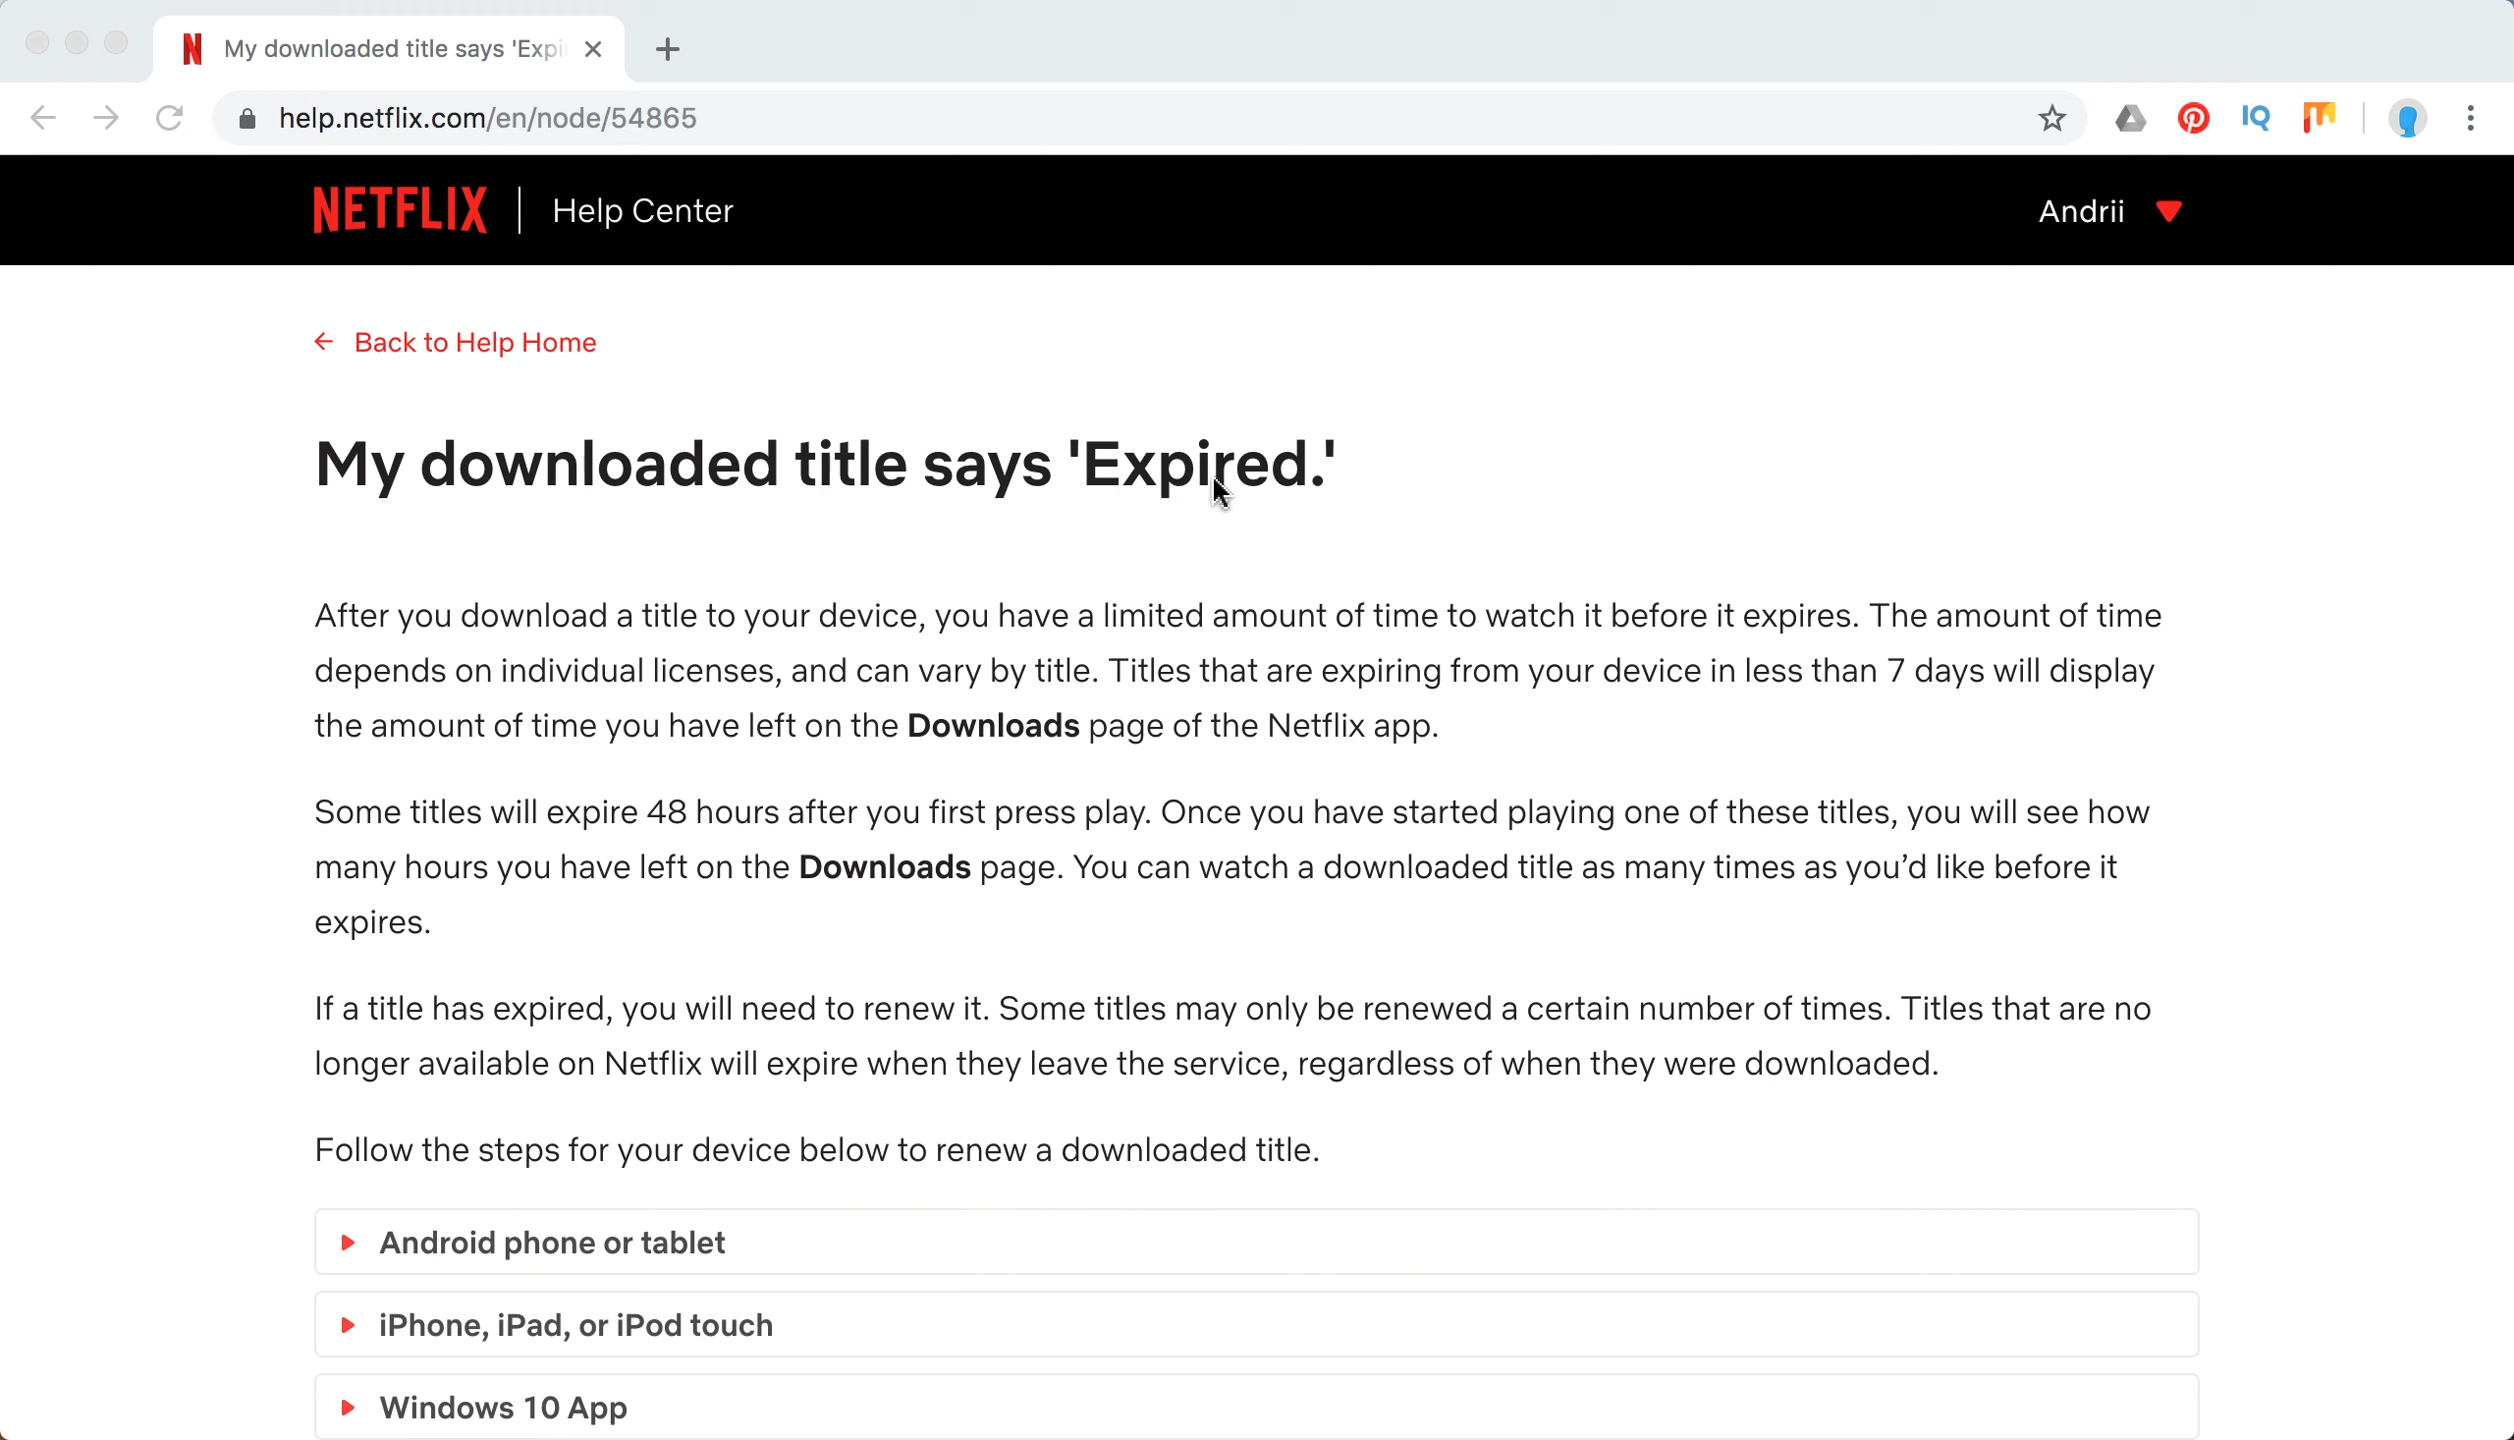 My downloaded title says 'Expi
help.netflix.com/en/node/54865
IQ
NETFLIX | Help Center
Andrii
← Back to Help Home
My downloaded title says 'Expired.'
After you download a title to your device, you have a limited amount of time to watch it before it expires. The amount of time
depends on individual licenses, and can vary by title. Titles that are expiring from your device in less than 7 days will display
the amount of time you have left on the Downloads page of the Netflix app.
Some titles will expire 48 hours after you first press play. Once you have started playing one of these titles, you will see how
many hours you have left on the Downloads page. You can watch a downloaded title as many times as you’d like before it
expires.
If a title has expired, you will need to renew it. Some titles may only be renewed a certain number of times. Titles that are no
longer available on Netflix will expire when they leave the service, regardless of when they were downloaded.
Follow the steps for your device below to renew a downloaded title.
Android phone or tablet
iPhone, iPad, or iPod touch
Windows 10 App